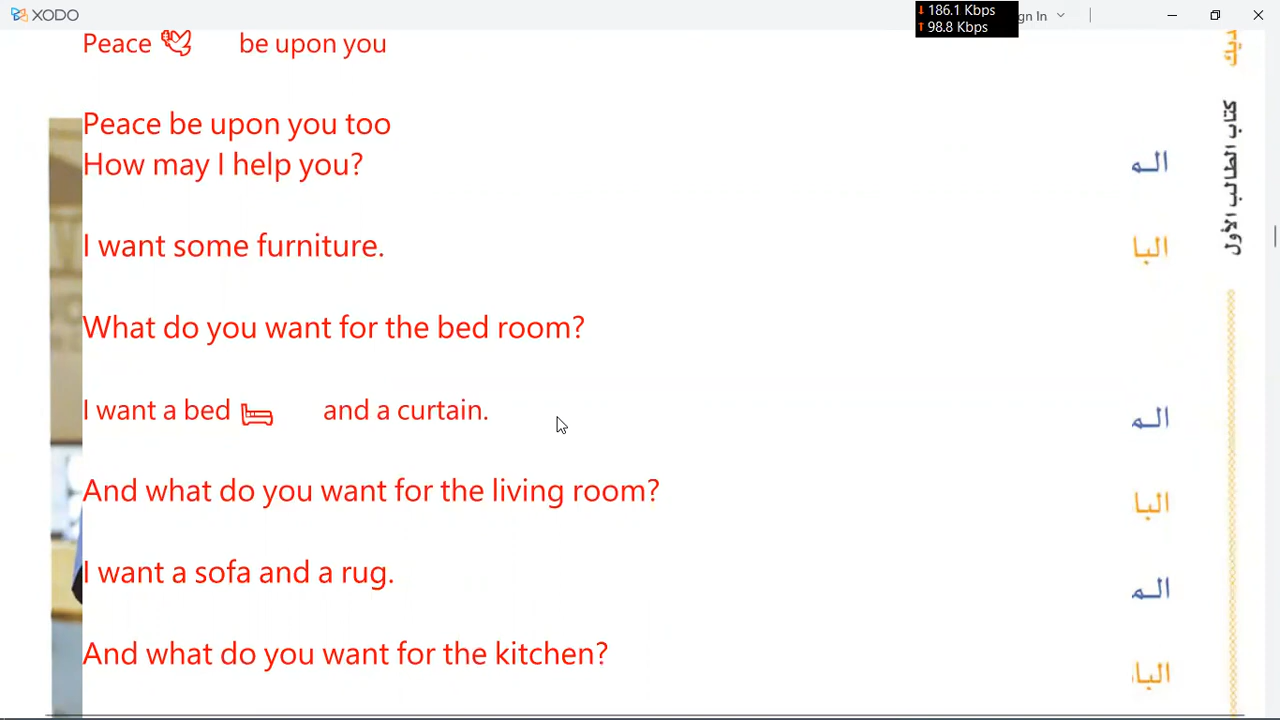 XODO
186.1 Kbps
98.8 Kbps
gn In
Peace be upon you
Peace be upon you too
How may I help you?
I want some furniture.
What do you want for the bed room?
I want a bed and a curtain.
And what do you want for the living room?
I want a sofa and a rug.
And what do you want for the kitchen?
كتاب الطالب الأول
الـم
البا
الـم
البا
الـم
البا